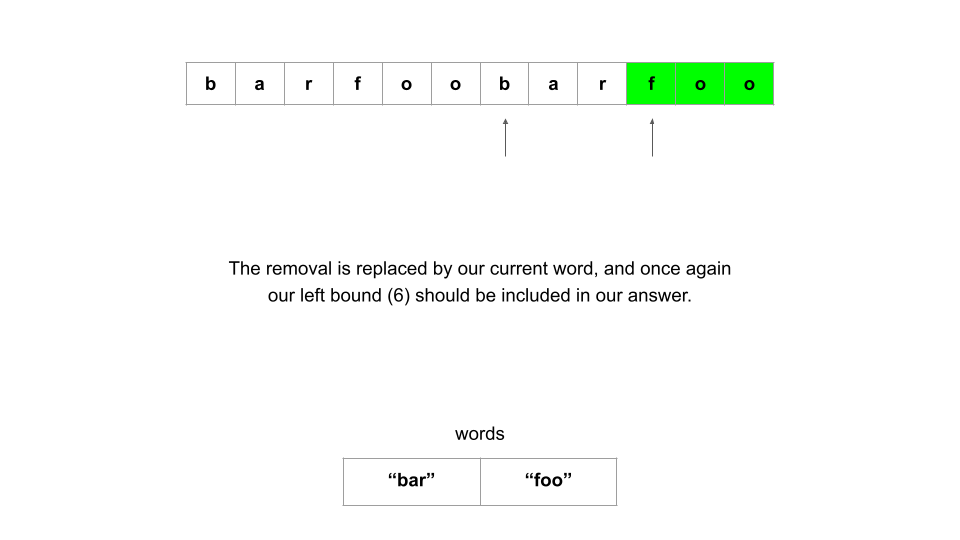 b a r f o o b a r f o o
The removal is replaced by our current word, and once again
our left bound (6) should be included in our answer.
words
“bar” “foo”